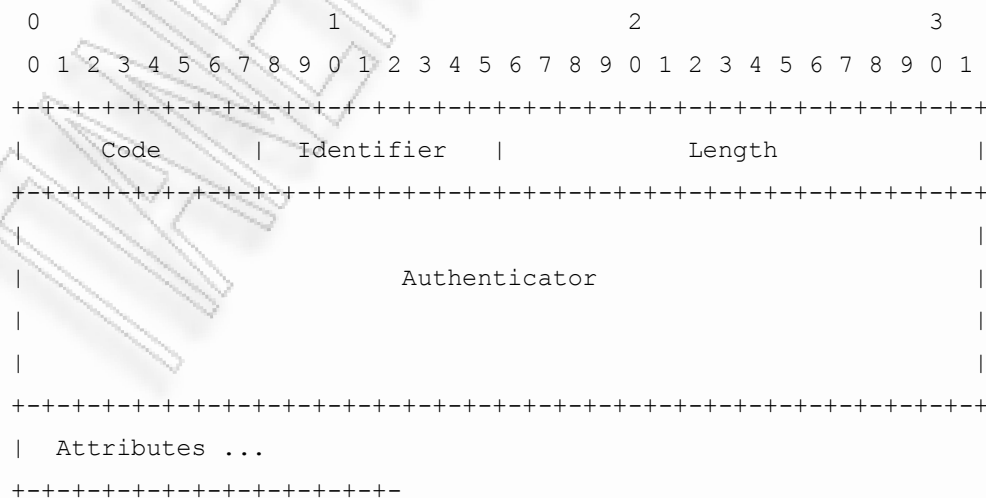 0                   1                   2                   3
 0 1 2 3 4 5 6 7 8 9 0 1 2 3 4 5 6 7 8 9 0 1 2 3 4 5 6 7 8 9 0 1
+-+-+-+-+-+-+-+-+-+-+-+-+-+-+-+-+-+-+-+-+-+-+-+-+-+-+-+-+-+-+-+-+
|     Code      |  Identifier   |            Length             |
+-+-+-+-+-+-+-+-+-+-+-+-+-+-+-+-+-+-+-+-+-+-+-+-+-+-+-+-+-+-+-+-+
|                                                               |
|                         Authenticator                         |
|                                                               |
|                                                               |
+-+-+-+-+-+-+-+-+-+-+-+-+-+-+-+-+-+-+-+-+-+-+-+-+-+-+-+-+-+-+-+-+
|  Attributes ...
+-+-+-+-+-+-+-+-+-+-+-+-+-